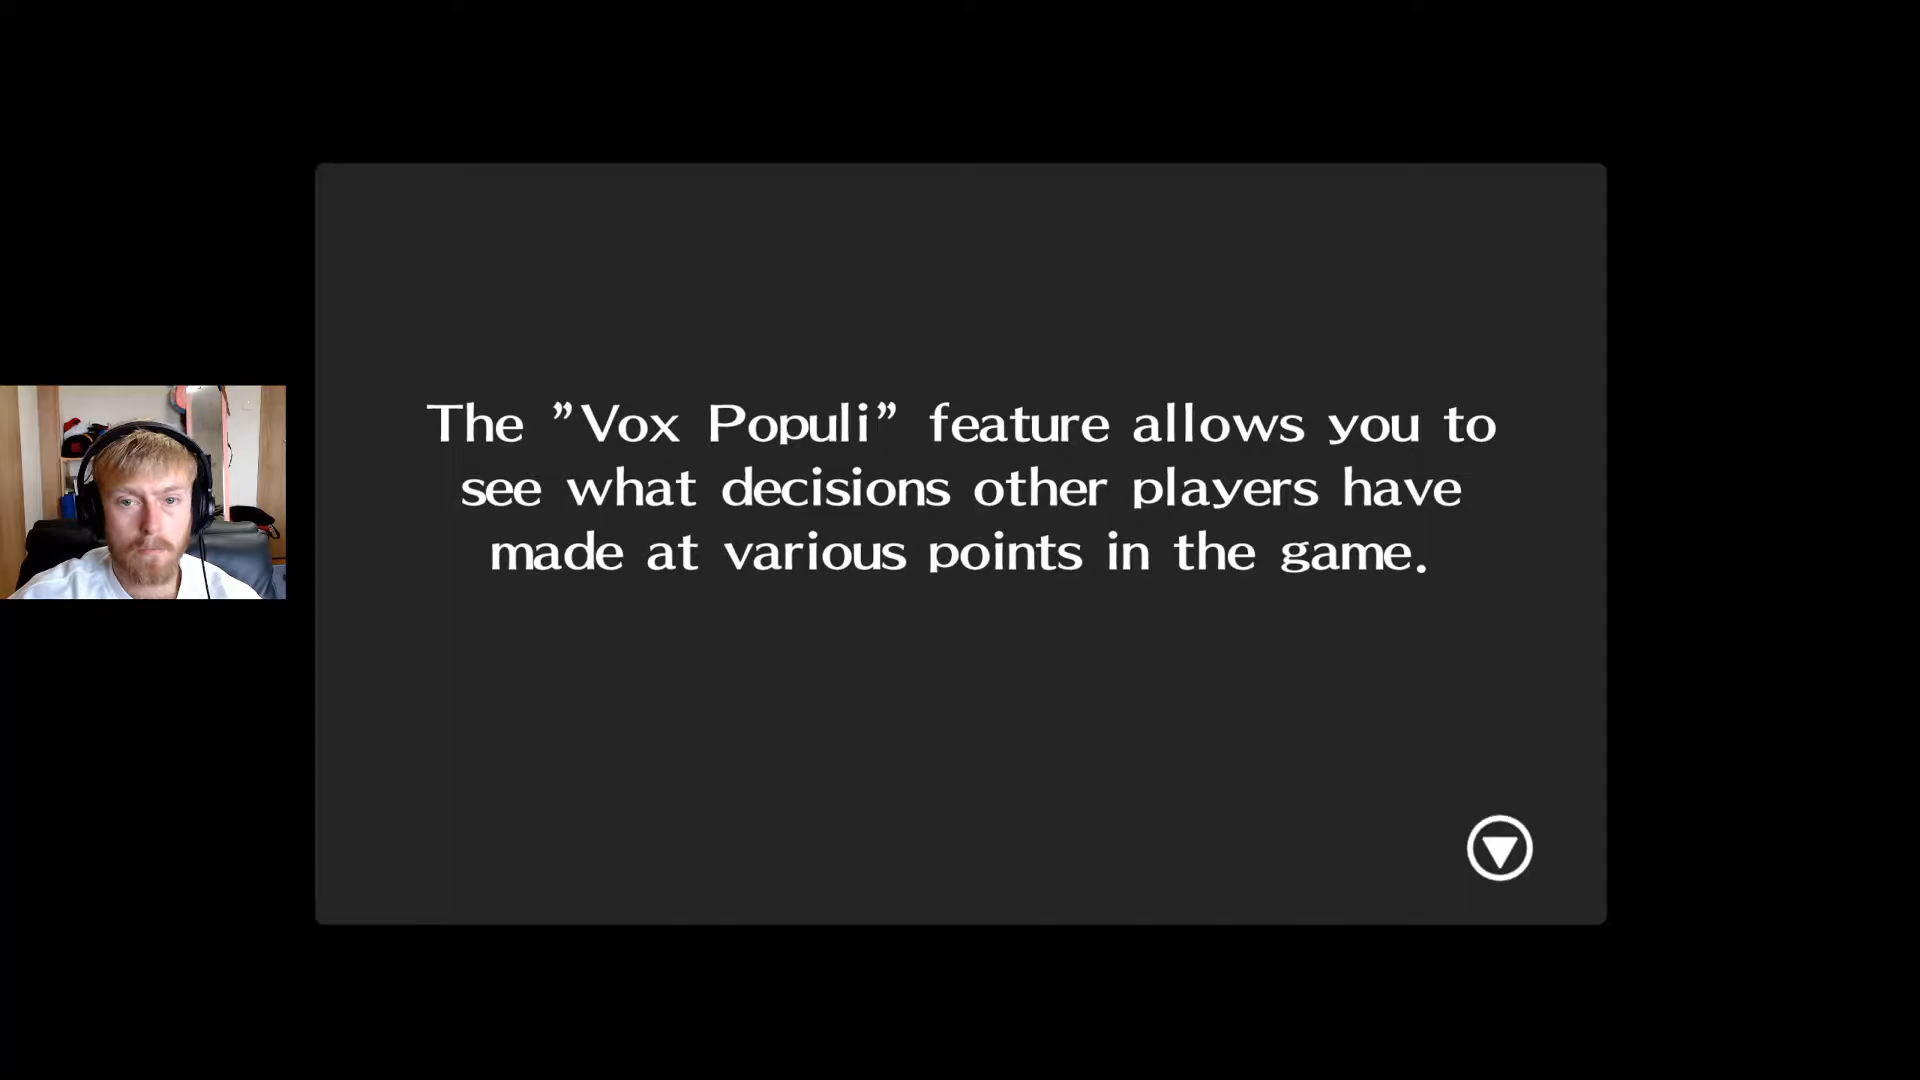 The ”Vox Populi” feature allows you to
see what decisions other players have
made at various points in the game.